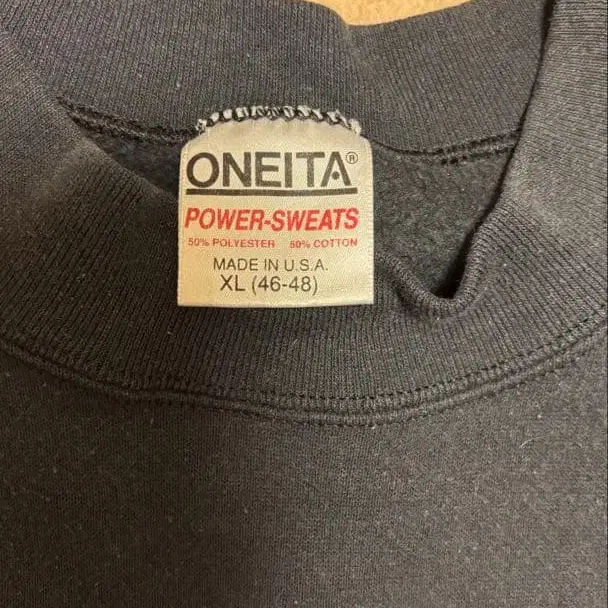 ONEITA®
POWER-SWEATS
50% POLYESTER 50% COTTON
MADE IN U.S.A.
XL (46-48)